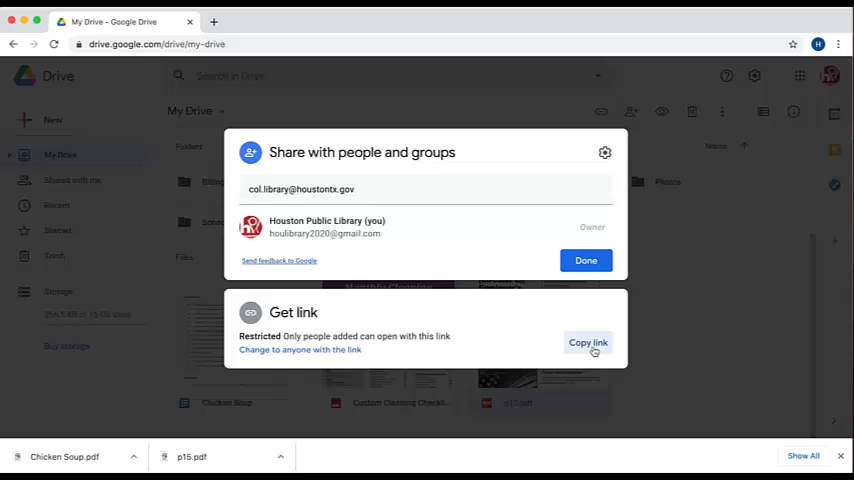 My Drive - Google Drive
drive.google.com/drive/my-drive
H
Drive
Search in Drive
New
My Drive
Name
Folders
My Drive
Shared with me
Recent
Starred
Trash
Storage
Buy storage
Photos
Share with people and groups
col.library@houstontx.gov
Houston Public Library (you)
houlibrary2020@gmail.com
Owner
Send feedback to Google
Done
Files
Monthly Cleaning
Get link
Restricted Only people added can open with this link
Change to anyone with the link
Copy link
Chicken Soup
Custom Cleaning Checkli...
p15.pdf
Chicken Soup.pdf
p15.pdf
Show All